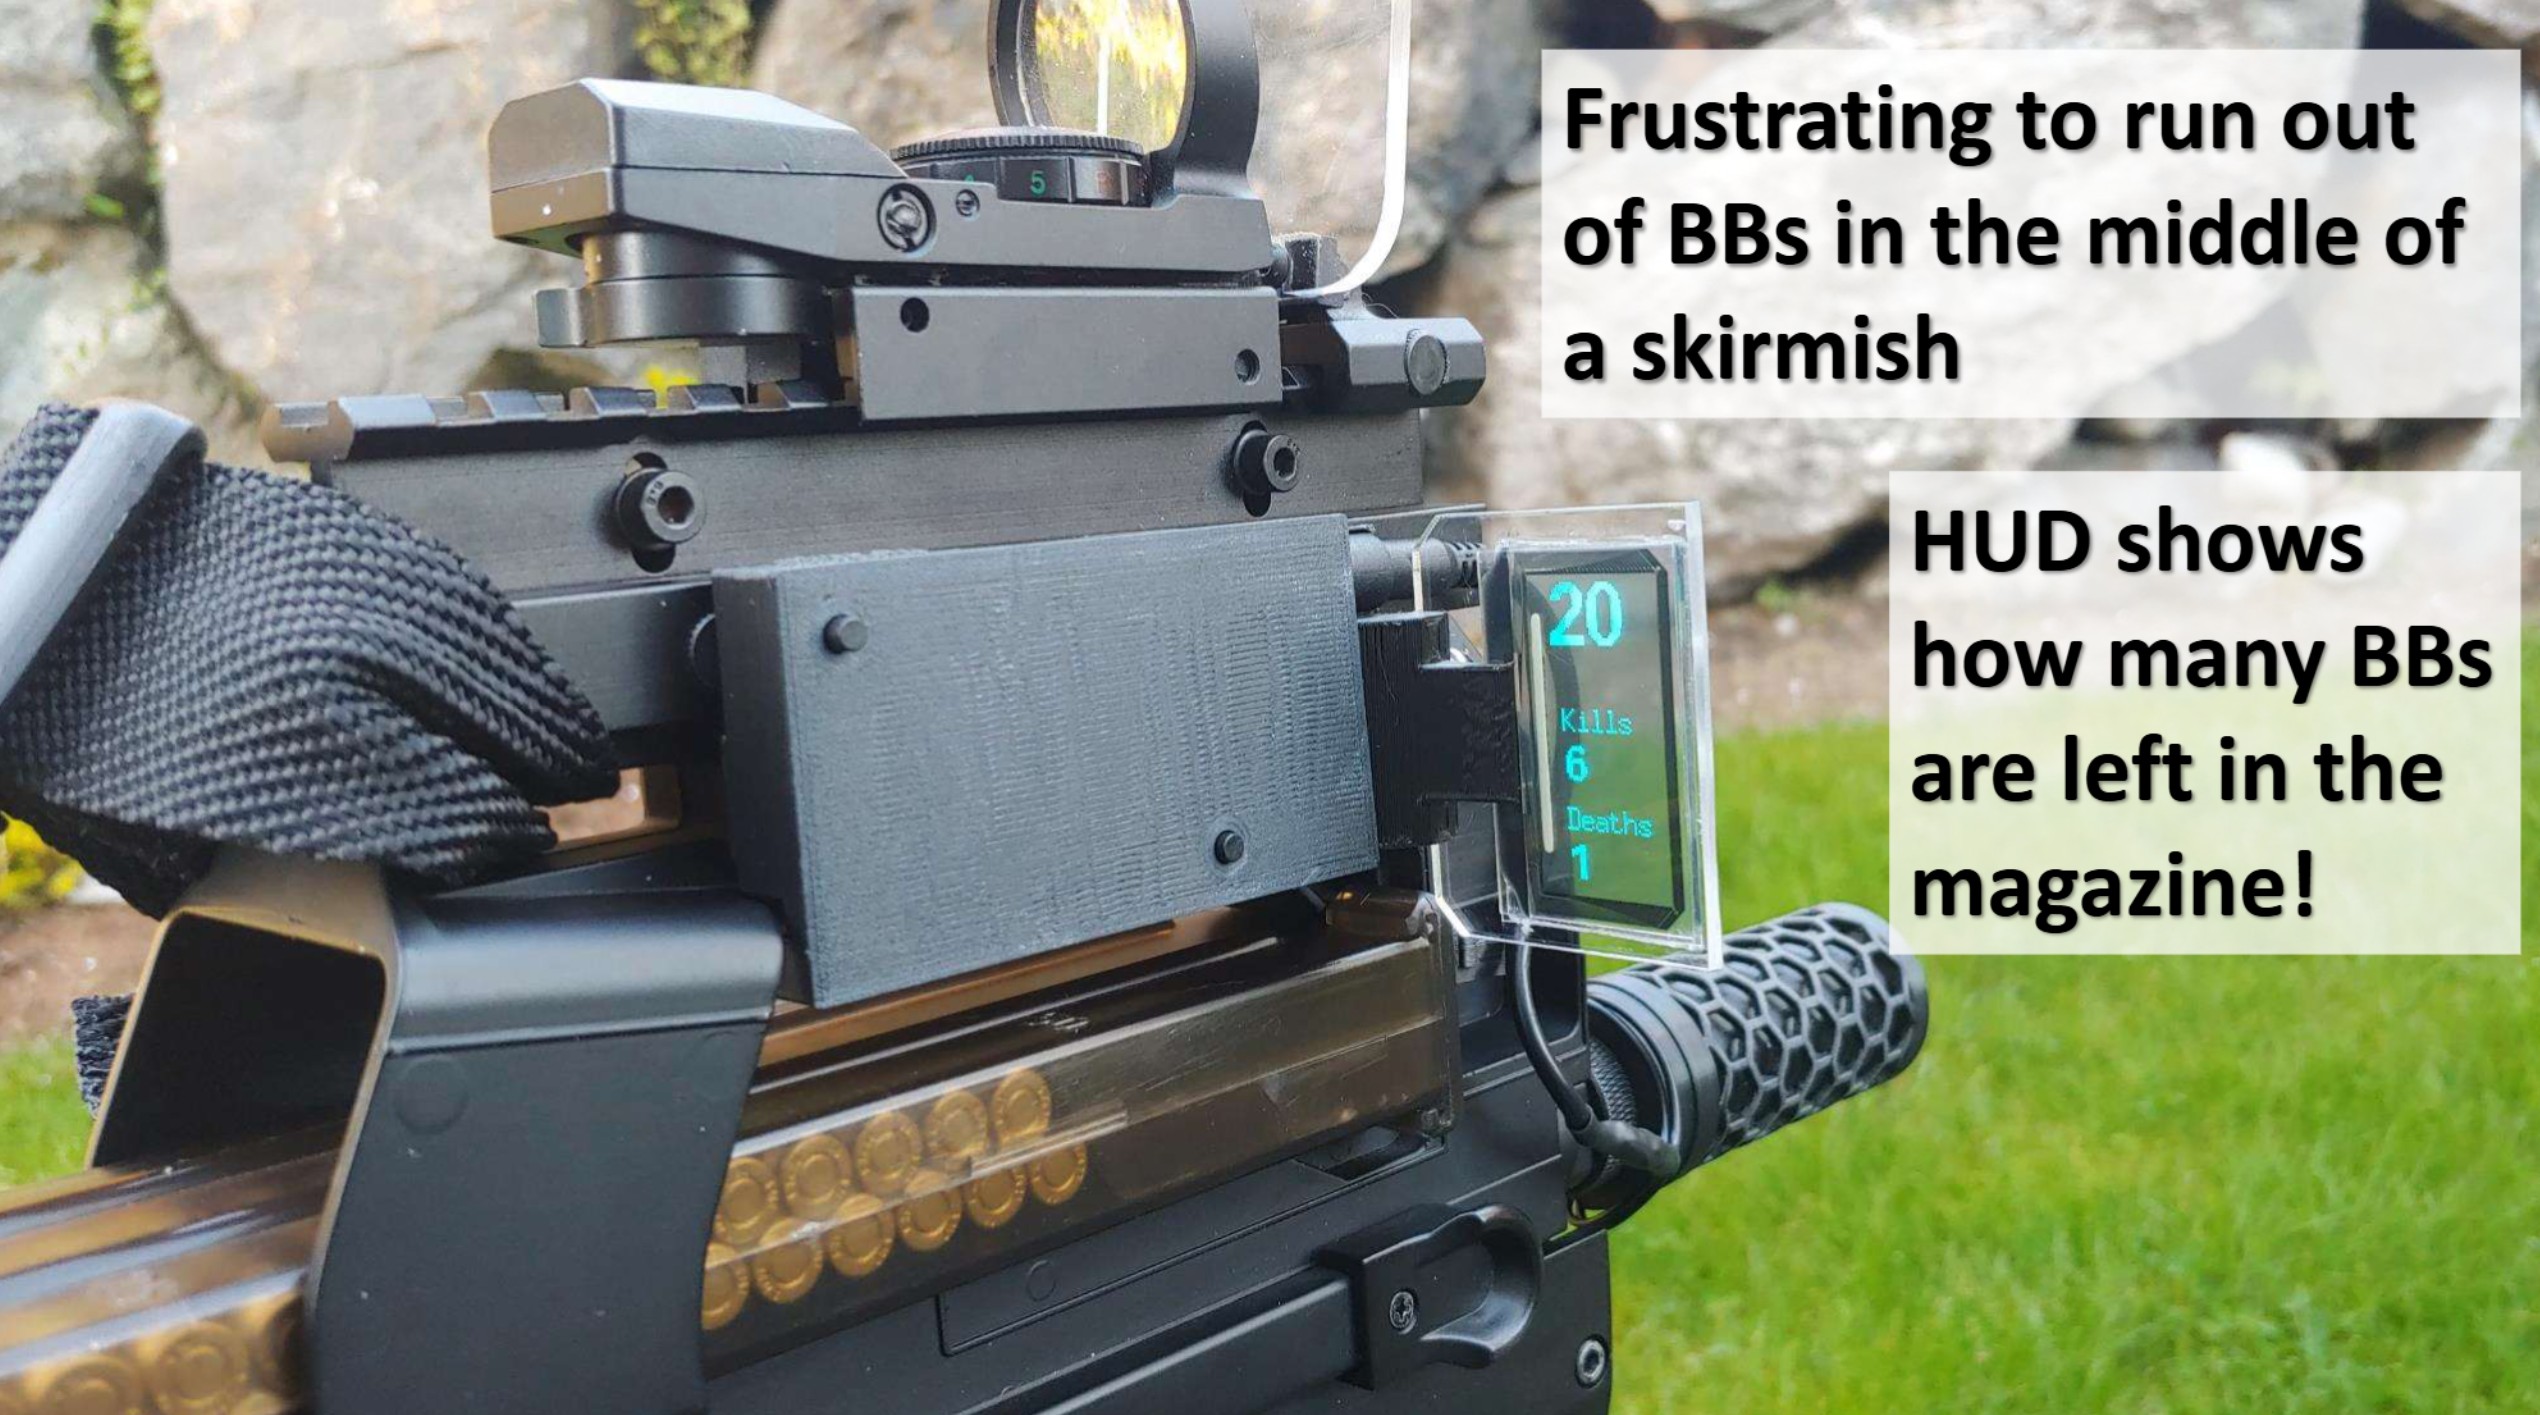 Frustrating to run out
of BBs in the middle of
a skirmish
5
HUD shows
how many BBs
are left in the
magazine!
20
Kills
6
Deaths
1